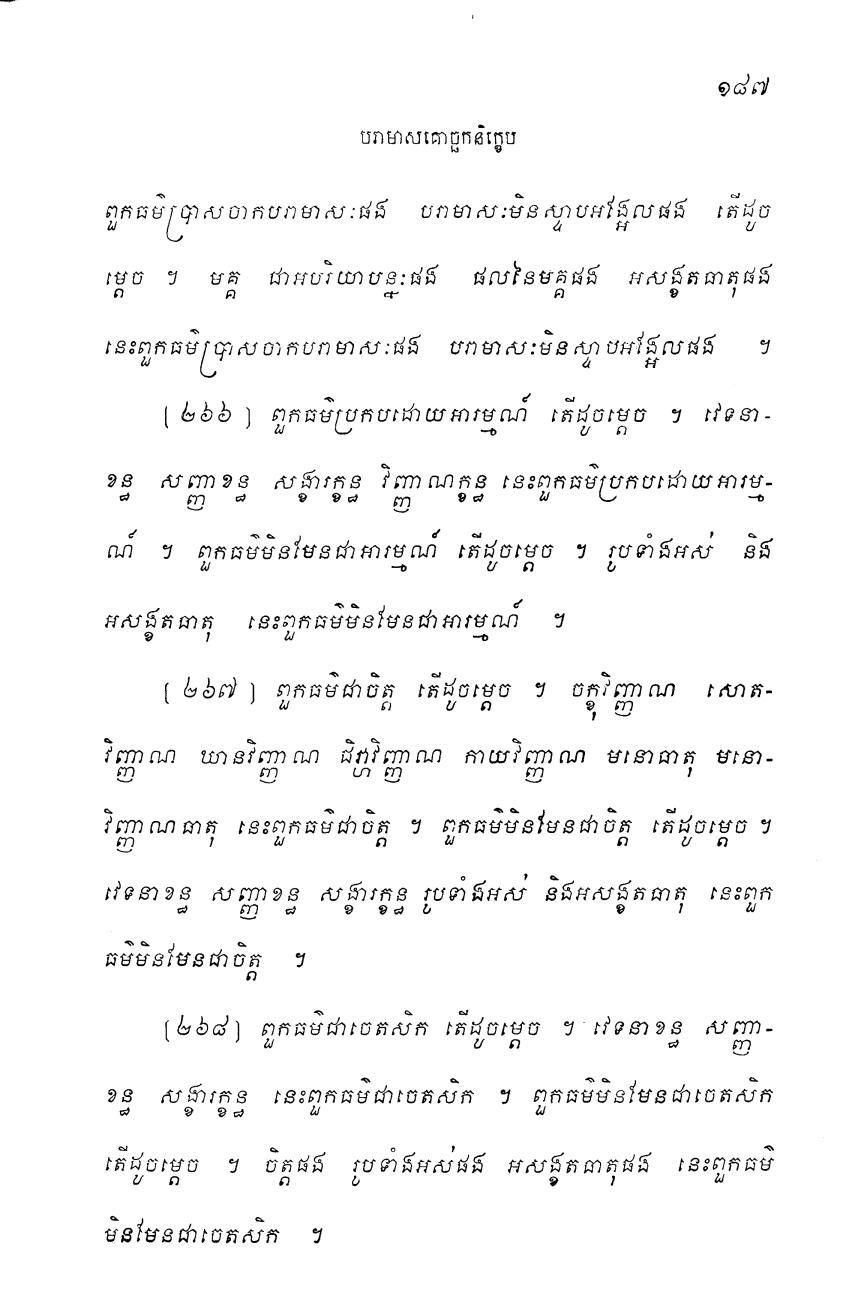 ១៨៧
បរាមាសគោច្ឆកនិក្ខេប
ពួកធម៌ប្រាសចាកបរាមាសៈផង បរាមាសៈមិនស្ទាបអង្អែលផង តើដូច
ម្តេច ។ មគ្គ ជាអបរិយាបន្នៈផង ផលនៃមគ្គផង អសង្ខតធាតុផង
នេះពួកធម៌ប្រាសចាកបរាមាសៈផង បរាមាសៈមិនស្ទាបអង្អែលផង ។
[២៦៦] ពួកធម៌ប្រកបដោយអារម្មណ៍ តើដូចម្តេច ។ វេទនា-
ខន្ធ សញ្ញាខន្ធ សង្ខារក្ខន្ធ វិញ្ញាណក្ខន្ធ នេះពួកធម៌ប្រកបដោយអារម្ម-
ណ៍ ។ ពួកធម៌មិនមែនជាអារម្មណ៍ តើដូចម្តេច ។ រូបទាំងអស់ និង
អសង្ខតធាតុ នេះពួកធម៌មិនមែនជាអារម្មណ៍ ។
[២៦៧] ពួកធម៌ជាចិត្ត តើដូចម្តេច ។ ចក្ខុវិញ្ញាណ សោត-
វិញ្ញាណ ឃានវិញ្ញាណ ជិវ្ហាវិញ្ញាណ កាយវិញ្ញាណ មនោធាតុ មនោ-
វិញ្ញាណធាតុ នេះពួកធម៌ជាចិត្ត ។ ពួកធម៌មិនមែនជាចិត្ត តើដូចម្តេច ។
វេទនាខន្ធ សញ្ញាខន្ធ សង្ខារក្ខន្ធ រូបទាំងអស់ និងអសង្ខតធាតុ នេះពួក
ធម៌មិនមែនជាចិត្ត ។
[២៦៨] ពួកធម៌ជាចេតសិក តើដូចម្តេច ។ វេទនាខន្ធ សញ្ញា-
ខន្ធ សង្ខារក្ខន្ធ នេះពួកធម៌ជាចេតសិក ។ ពួកធម៌មិនមែនជាចេតសិក
តើដូចម្តេច ។ ចិត្តផង រូបទាំងអស់ផង អសង្ខតធាតុផង នេះពួកធម៌
មិនមែនជាចេតសិក ។